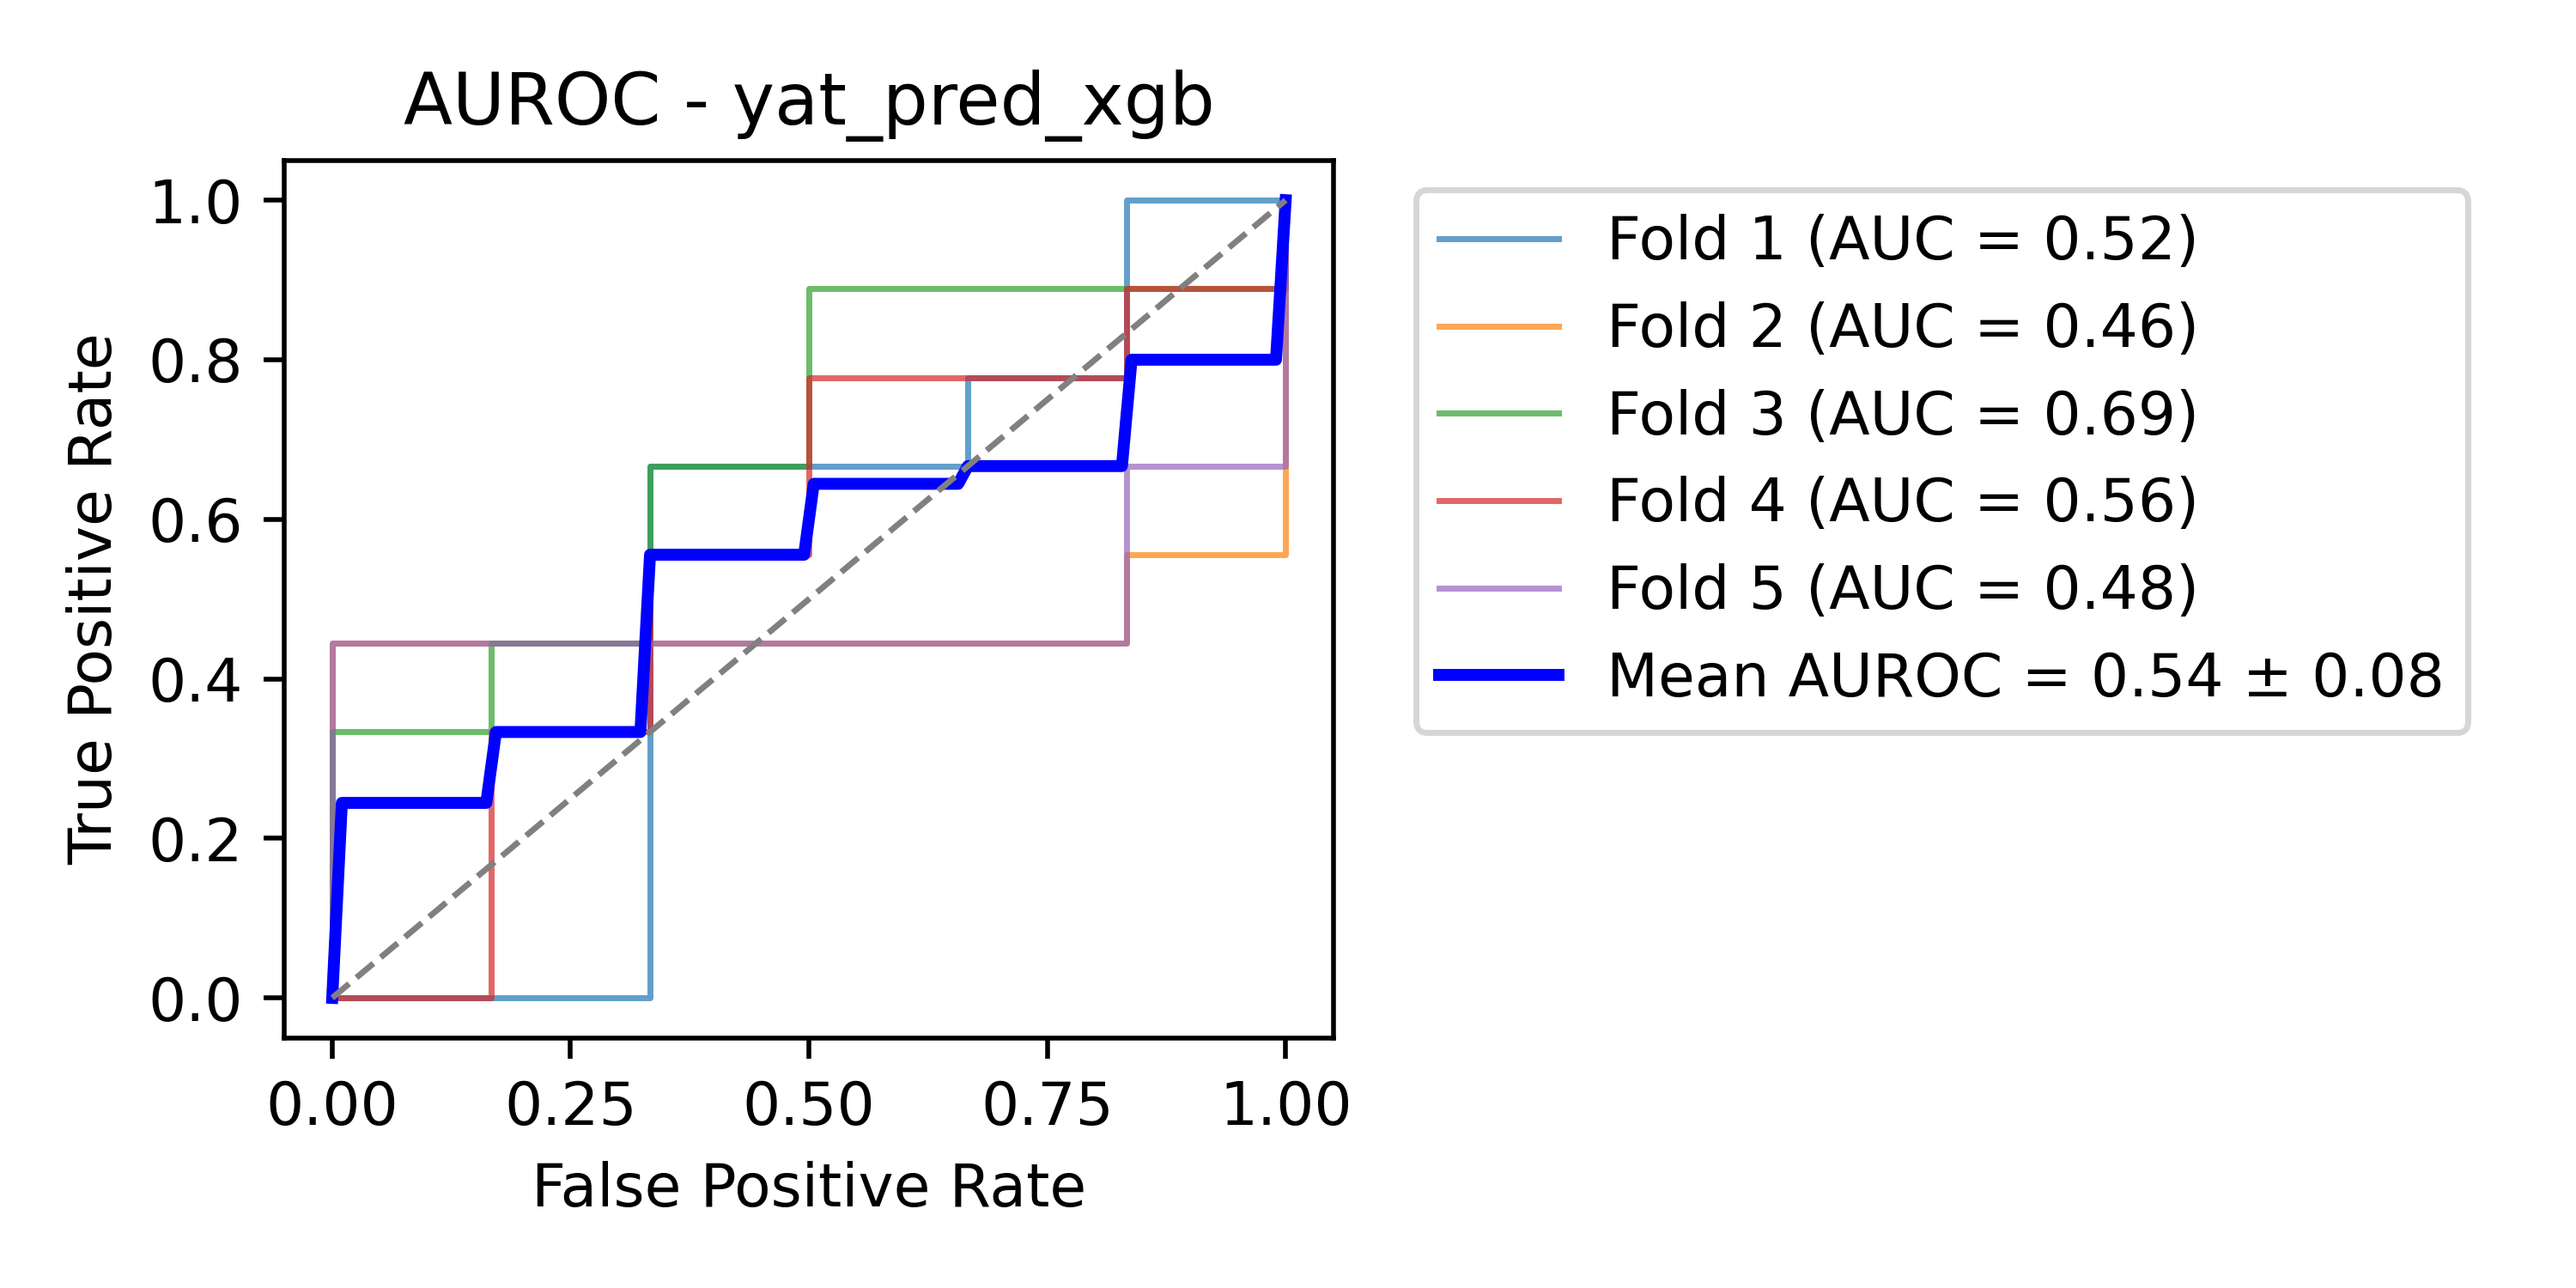 AUROC - yat_pred_xgb
True Positive Rate
1.0
0.8
0.6
0.4
0.2
0.0
0.00 0.25 0.50 0.75 1.00
False Positive Rate
Fold 1 (AUC = 0.52)
Fold 2 (AUC = 0.46)
Fold 3 (AUC = 0.69)
Fold 4 (AUC = 0.56)
Fold 5 (AUC = 0.48)
Mean AUROC = 0.54 ± 0.08